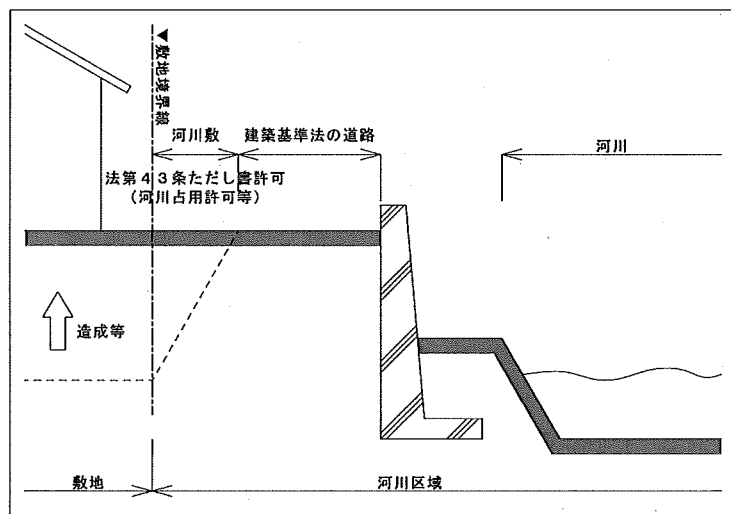 ▼敷地境界線
河川敷
建築基準法の道路
河川
法第43条ただし書許可
(河川占用許可等)
造成等
敷地
河川区域